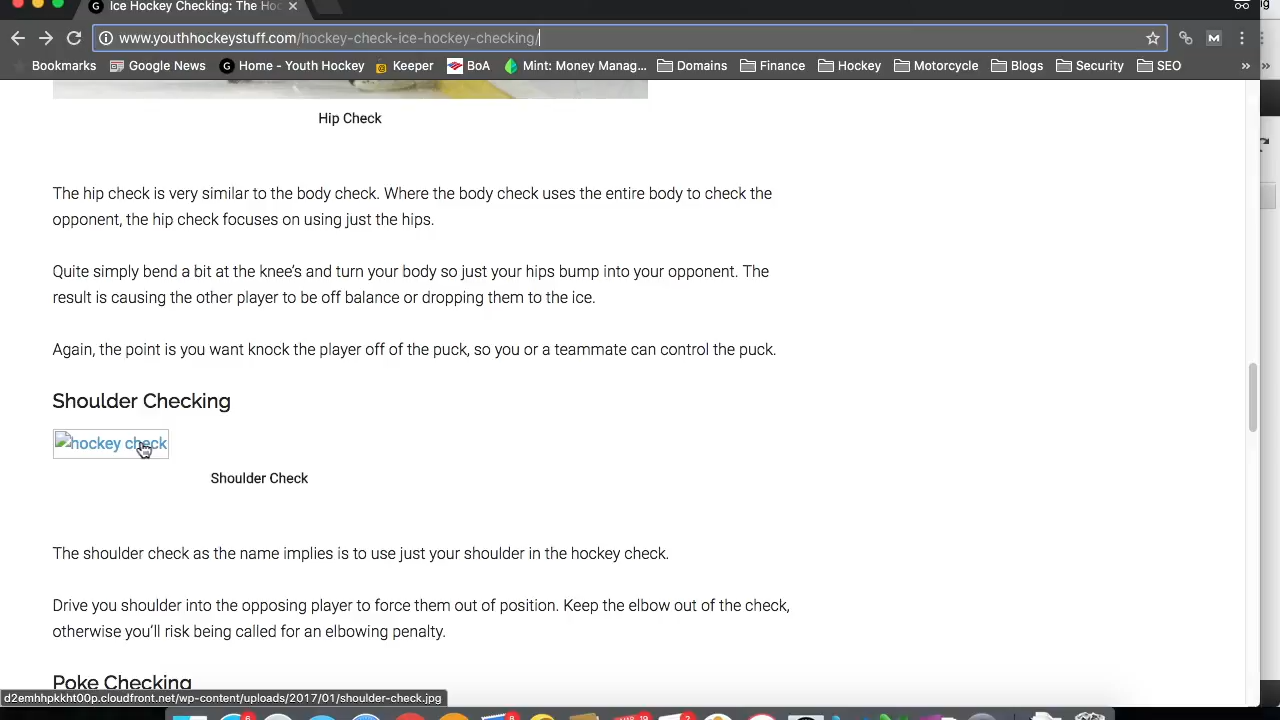 Ice Hockey Checking: The Ho
www.youthhockeystuff.com/hockey-check-ice-hockey-checking/
Bookmarks Google News Home - Youth Hockey Keeper BoA Mint: Money Manag... Domains Finance Hockey Motorcycle Blogs Security SEO
Hip Check
The hip check is very similar to the body check. Where the body check uses the entire body to check the
opponent, the hip check focuses on using just the hips.
Quite simply bend a bit at the knee's and turn your body so just your hips bump into your opponent. The
result is causing the other player to be off balance or dropping them to the ice.
Again, the point is you want knock the player off of the puck, so you or a teammate can control the puck.
Shoulder Checking
hockey check
Shoulder Check
The shoulder check as the name implies is to use just your shoulder in the hockey check.
Drive you shoulder into the opposing player to force them out of position. Keep the elbow out of the check,
otherwise you'll risk being called for an elbowing penalty.
Poke Checking
d2emhhpkkht00p.cloudfront.net/wp-content/uploads/2017/01/shoulder-check.jpg